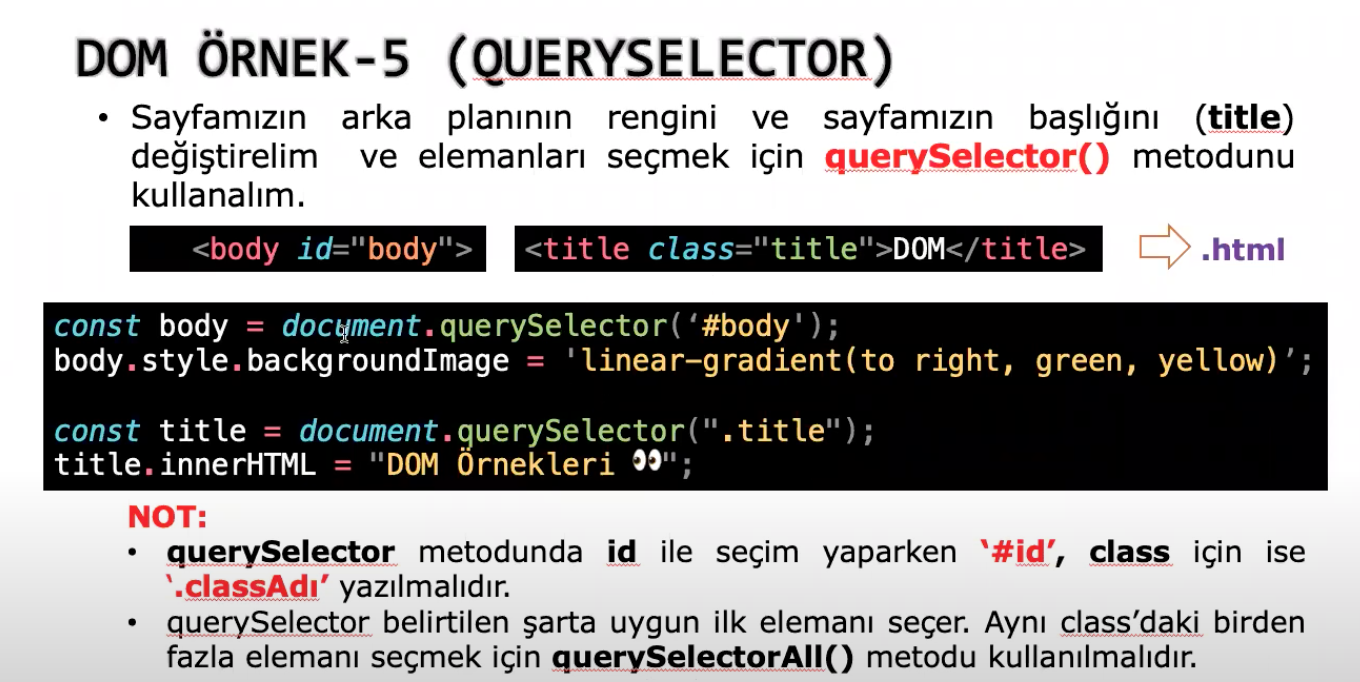 DOM ÖRNEK-5 (QUERYSELECTOR)
• Sayfamızın arka planının rengini ve sayfamızın başlığını (title)
değiştirelim ve elemanları seçmek için querySelector() metodunu
kullanalım.
<body id="body"> <title class="title">DOM</title> .html
const body = document.querySelector(‘#body');
body.style.backgroundImage = 'linear-gradient(to right, green, yellow)’;
const title = document.querySelector(".title");
title.innerHTML = "DOM Örnekleri 👀";
NOT:
• querySelector metodunda id ile seçim yaparken ‘#id’, class için ise
‘.classAdı’ yazılmalıdır.
• querySelector belirtilen şarta uygun ilk elemanı seçer. Aynı class’daki birden
fazla elemanı seçmek için querySelectorAll() metodu kullanılmalıdır.